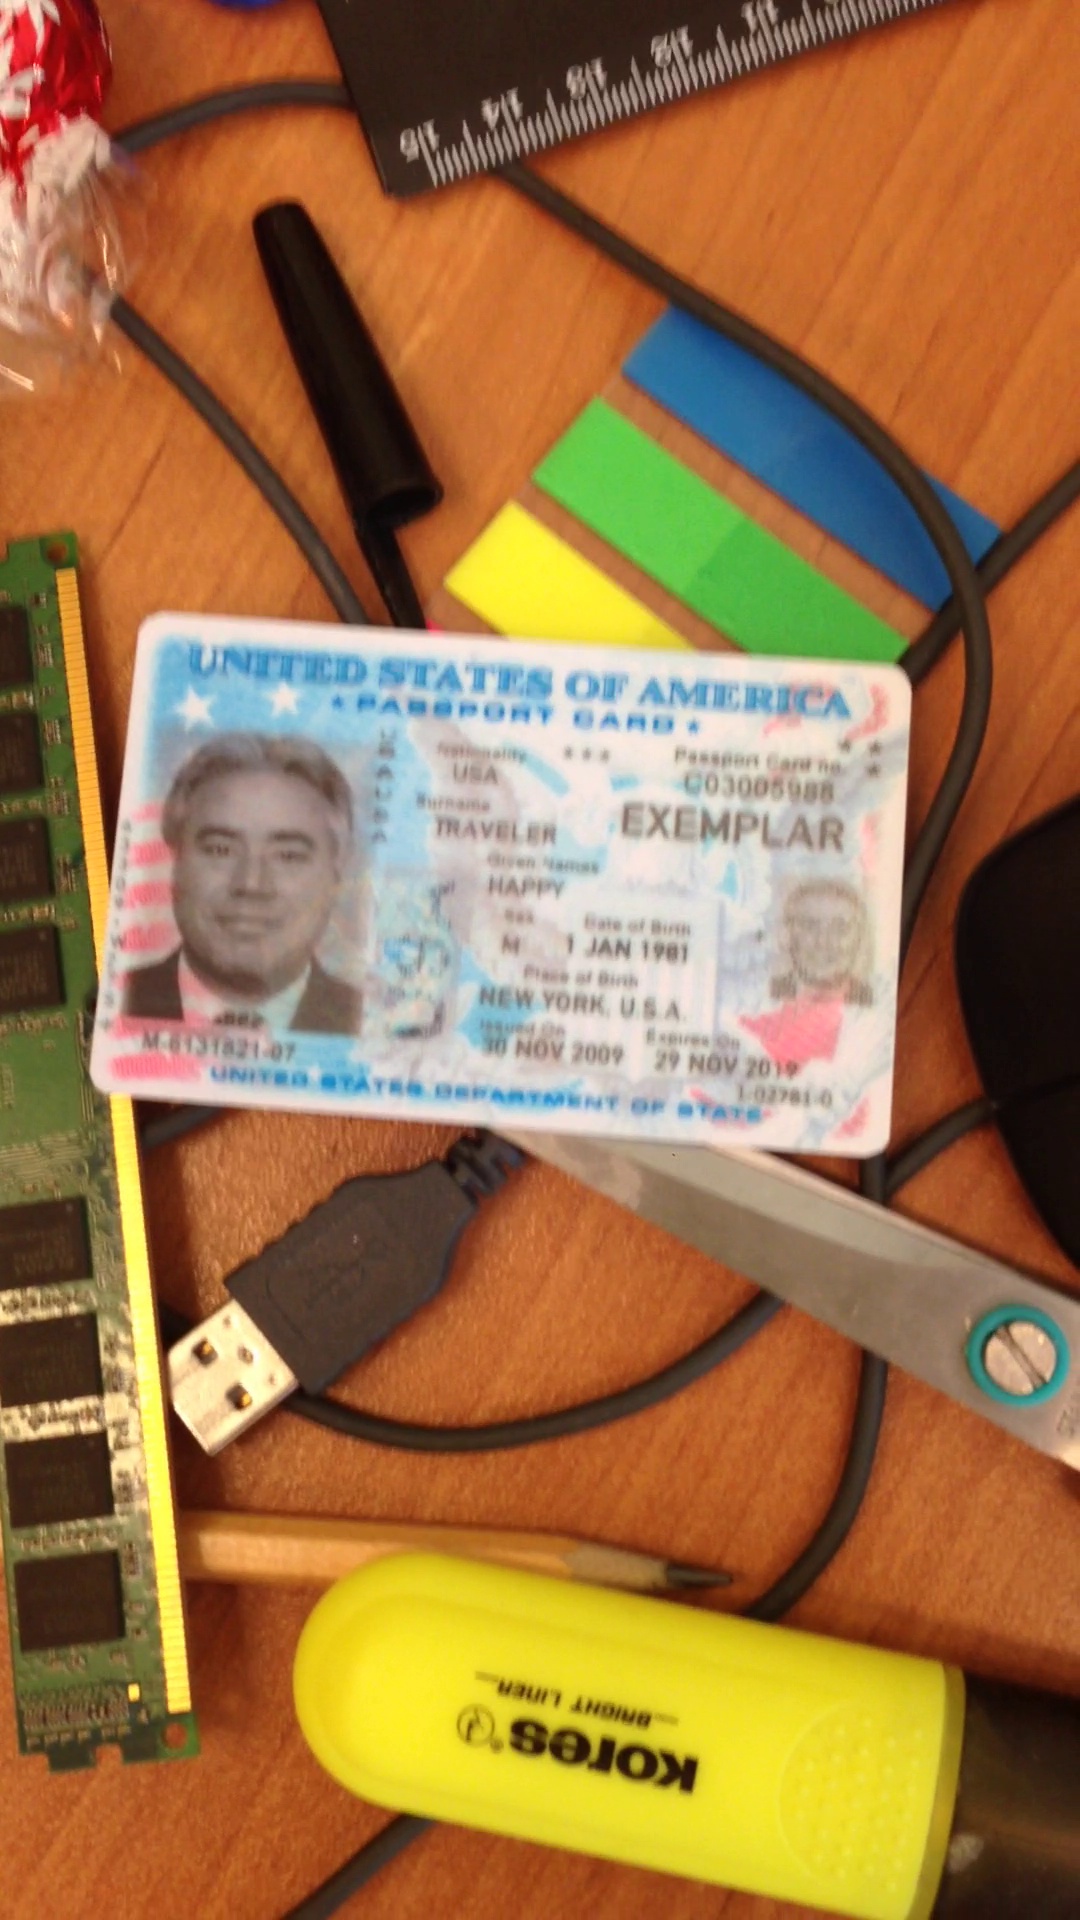 15 14 13 12 11
UNITED STATES OF AMERICA
PASSPORT CARD
Nationality
USA
Passport Card no.
C03005988
Surname
TRAVELER
EXEMPLAR
Given Names
HAPPY
Sex
M
Date of Birth
1 JAN 1981
Place of Birth
NEW YORK, U.S.A.
Issued On
30 NOV 2009
Expires On
29 NOV 2019
M-6131821-07
1-02781-0
UNITED STATES DEPARTMENT OF STATE
Kores
BRIGHT LINER